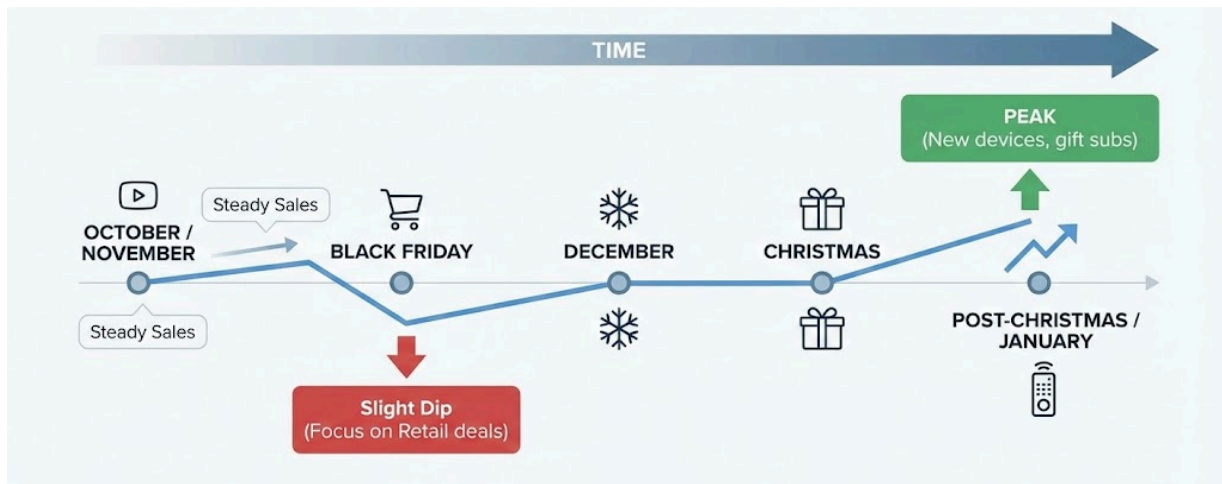 TIME
PEAK
(New devices, gift subs)
Steady Sales
OCTOBER /
NOVEMBER
BLACK FRIDAY
DECEMBER
CHRISTMAS
Steady Sales
POST-CHRISTMAS /
JANUARY
Slight Dip
(Focus on Retail deals)